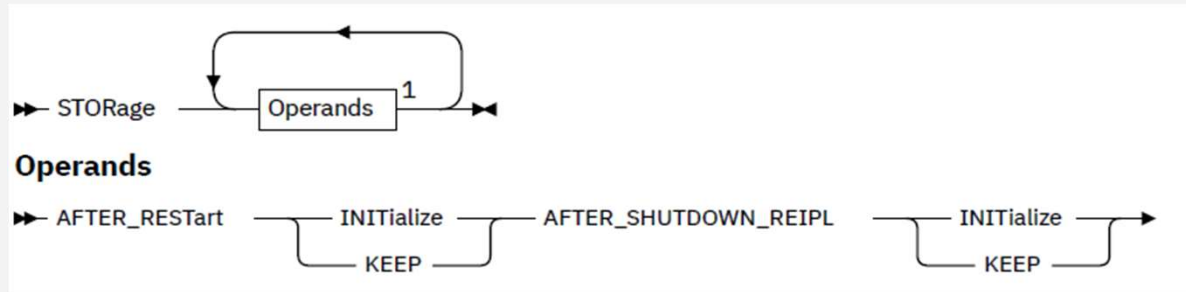 STORage Operands 1
Operands
AFTER_RESTart INITialize AFTER_SHUTDOWN_REIPL INITialize
KEEP KEEP